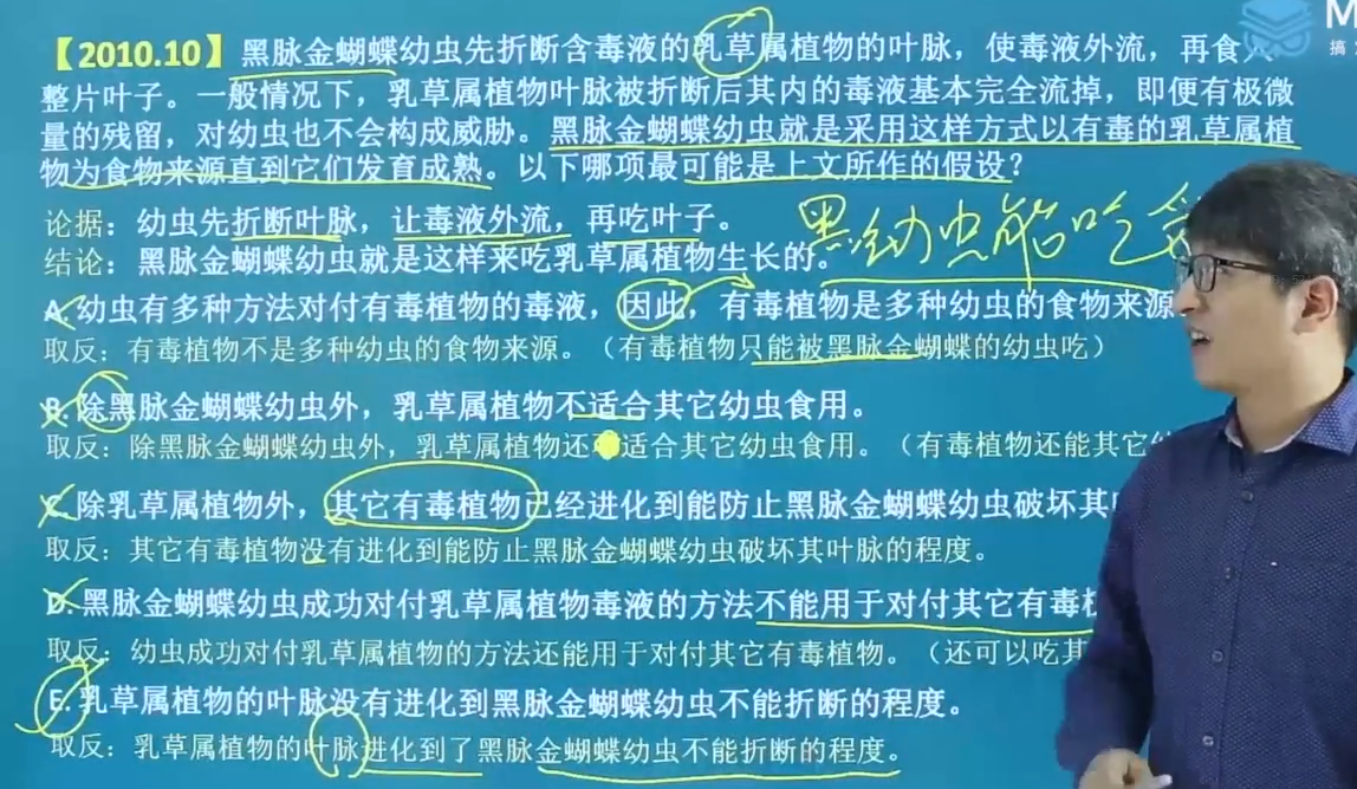 M
搞
【2010.10】黑脉金蝴蝶幼虫先折断含毒液的乳草属植物的叶脉，使毒液外流，再食入
整片叶子。一般情况下，乳草属植物叶脉被折断后其内的毒液基本完全流掉，即便有极微
量的残留，对幼虫也不会构成威胁。黑脉金蝴蝶幼虫就是采用这样方式以有毒的乳草属植
物为食物来源直到它们发育成熟。以下哪项最可能是上文所作的假设？
论据：幼虫先折断叶脉，让毒液外流，再吃叶子。
黑幼虫能吃
结论：黑脉金蝴蝶幼虫就是这样来吃乳草属植物生长的。
A.幼虫有多种方法对付有毒植物的毒液，因此，有毒植物是多种幼虫的食物来源
取反：有毒植物不是多种幼虫的食物来源。（有毒植物只能被黑脉金蝴蝶的幼虫吃）
B.除黑脉金蝴蝶幼虫外，乳草属植物不适合其它幼虫食用。
取反：除黑脉金蝴蝶幼虫外，乳草属植物还适合其它幼虫食用。（有毒植物还能其它
C.除乳草属植物外，其它有毒植物已经进化到能防止黑脉金蝴蝶幼虫破坏其
取反：其它有毒植物没有进化到能防止黑脉金蝴蝶幼虫破坏其叶脉的程度。
D.黑脉金蝴蝶幼虫成功对付乳草属植物毒液的方法不能用于对付其它有毒
取反：幼虫成功对付乳草属植物的方法还能用于对付其它有毒植物。（还可以吃其
E.乳草属植物的叶脉没有进化到黑脉金蝴蝶幼虫不能折断的程度。
取反：乳草属植物的叶脉进化到了黑脉金蝴蝶幼虫不能折断的程度。